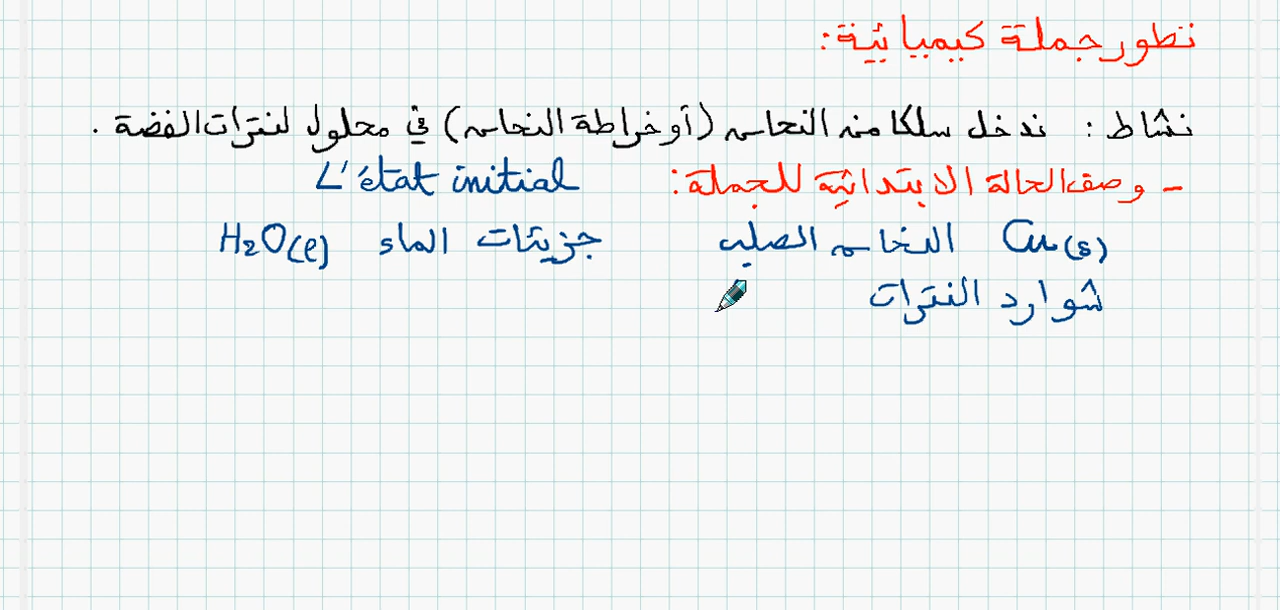 تطور جملة كيميائية:
نشاط : ندخل سلكا من النحاس (أو خراطة النحاس) في محلول لنترات الفضة .
- وصف الحالة الابتدائية للجملة: L'état initial
Cu(s) النحاس الصلب جزيئات الماء H₂O(l)
شوارد النترات